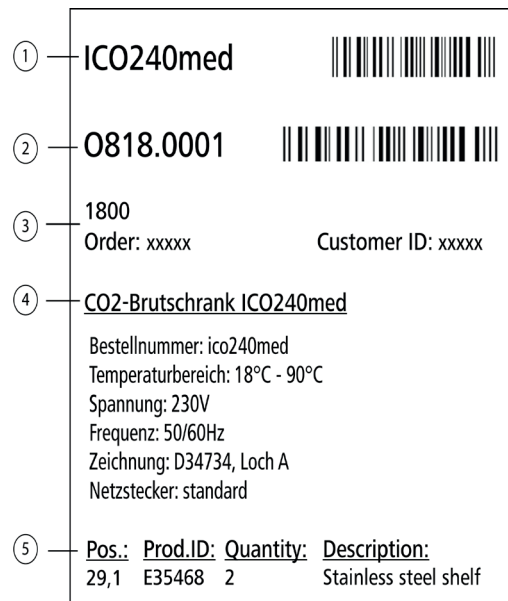 1 ICO240med
2 O818.0001
1800
3
Order: xxxxx Customer ID: xxxxx
4 CO2-Brutschrank ICO240med
Bestellnummer: ico240med
Temperaturbereich: 18°C - 90°C
Spannung: 230V
Frequenz: 50/60Hz
Zeichnung: D34734, Loch A
Netzstecker: standard
5 Pos.: Prod.ID: Quantity: Description:
29,1 E35468 2 Stainless steel shelf